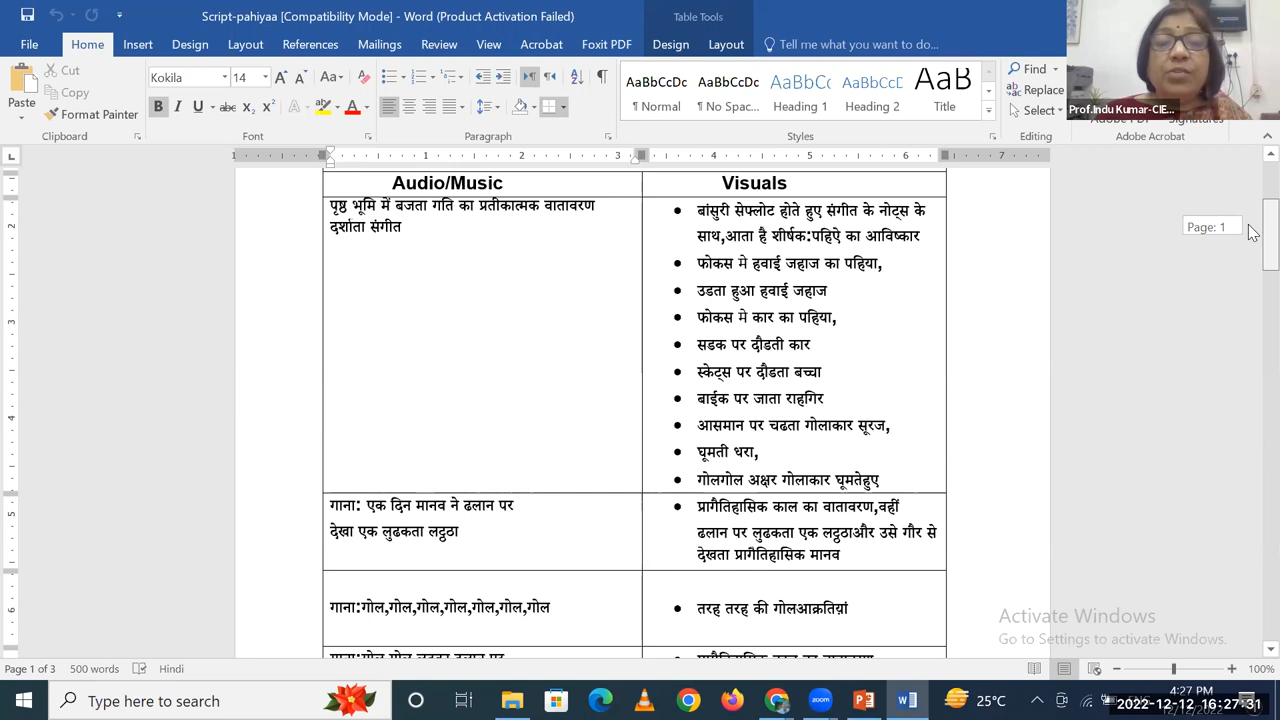 Script-pahiyaa [Compatibility Mode] - Word (Product Activation Failed)
Table Tools
File Home Insert Design Layout References Mailings Review View Acrobat Foxit PDF Design Layout Tell me what you want to do...
Paste
Cut
Copy
Format Painter
Clipboard
Kokila 14
Font
Paragraph
AaBbCcDc AaBbCcDc AaBbCc AaBbCcD AaB
¶ Normal ¶ No Spac... Heading 1 Heading 2 Title
Styles
Find
Replace
Select
Editing
Prof.Indu Kumar-CIE...
Adobe Acrobat
Audio/Music Visuals
पृष्ठ भूमि में बजता गति का प्रतीकात्मक वातावरण
दर्शाता संगीत
बांसुरी सेफ्लोट होते हुए संगीत के नोट्स के
साथ,आता है शीर्षक:पहिऐ का आविष्कार
फोकस मे हवाई जहाज का पहिया,
उडता हुआ हवाई जहाज
फोकस मे कार का पहिया,
सडक पर दौडती कार
स्केट्स पर दौडता बच्चा
बाईक पर जाता राहगिर
आसमान पर चढता गोलाकार सूरज,
घूमती धरा,
गोलगोल अक्षर गोलाकार घूमतेहुए
गाना: एक दिन मानव ने ढलान पर
देखा एक लुढकता लट्ठठा
प्रागैतिहासिक काल का वातावरण,वहीं
ढलान पर लुढकता एक लट्ठठाऔर उसे गौर से
देखता प्रागैतिहासिक मानव
गाना:गोल,गोल,गोल,गोल,गोल,गोल,गोल
तरह तरह की गोलआक्रतिय़ां
Page: 1
Activate Windows
Go to Settings to activate Windows.
Page 1 of 3 500 words Hindi 100%
Type here to search
25°C
4:27 PM
2022-12-12 16:27:31